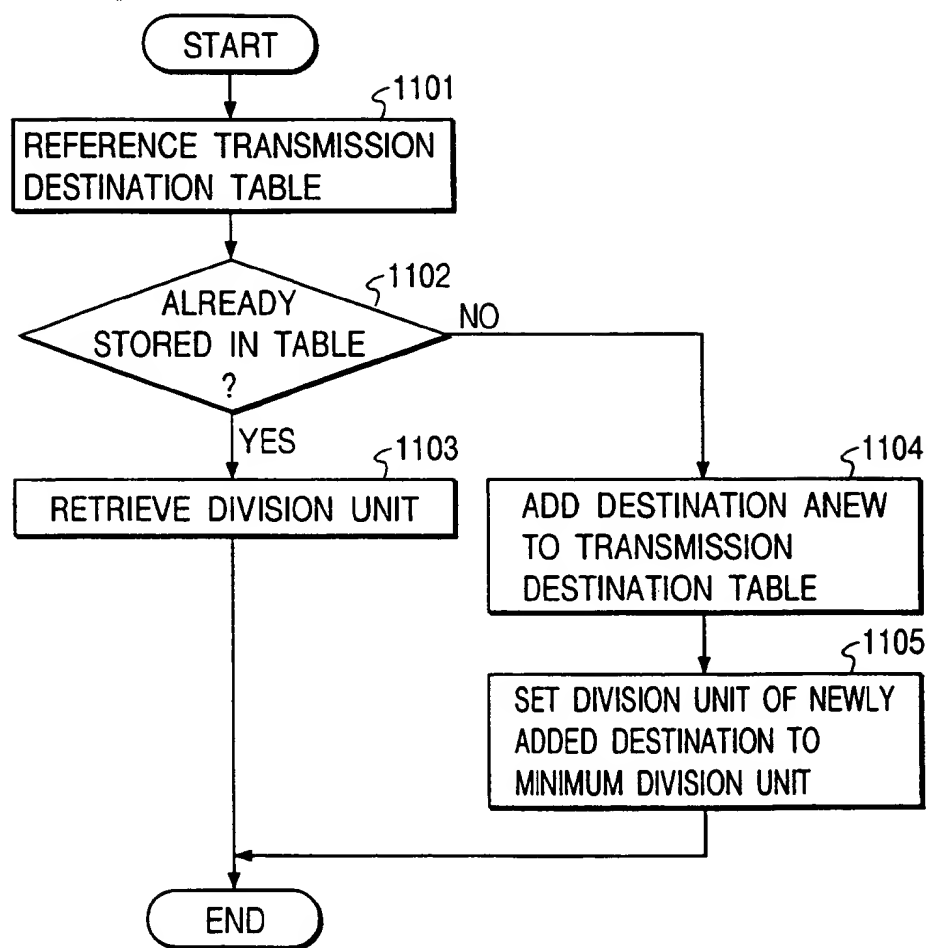 START
1101
REFERENCE TRANSMISSION
DESTINATION TABLE
1102
ALREADY
STORED IN TABLE
?
NO
YES
1103
RETRIEVE DIVISION UNIT
1104
ADD DESTINATION ANEW
TO TRANSMISSION
DESTINATION TABLE
1105
SET DIVISION UNIT OF NEWLY
ADDED DESTINATION TO
MINIMUM DIVISION UNIT
END